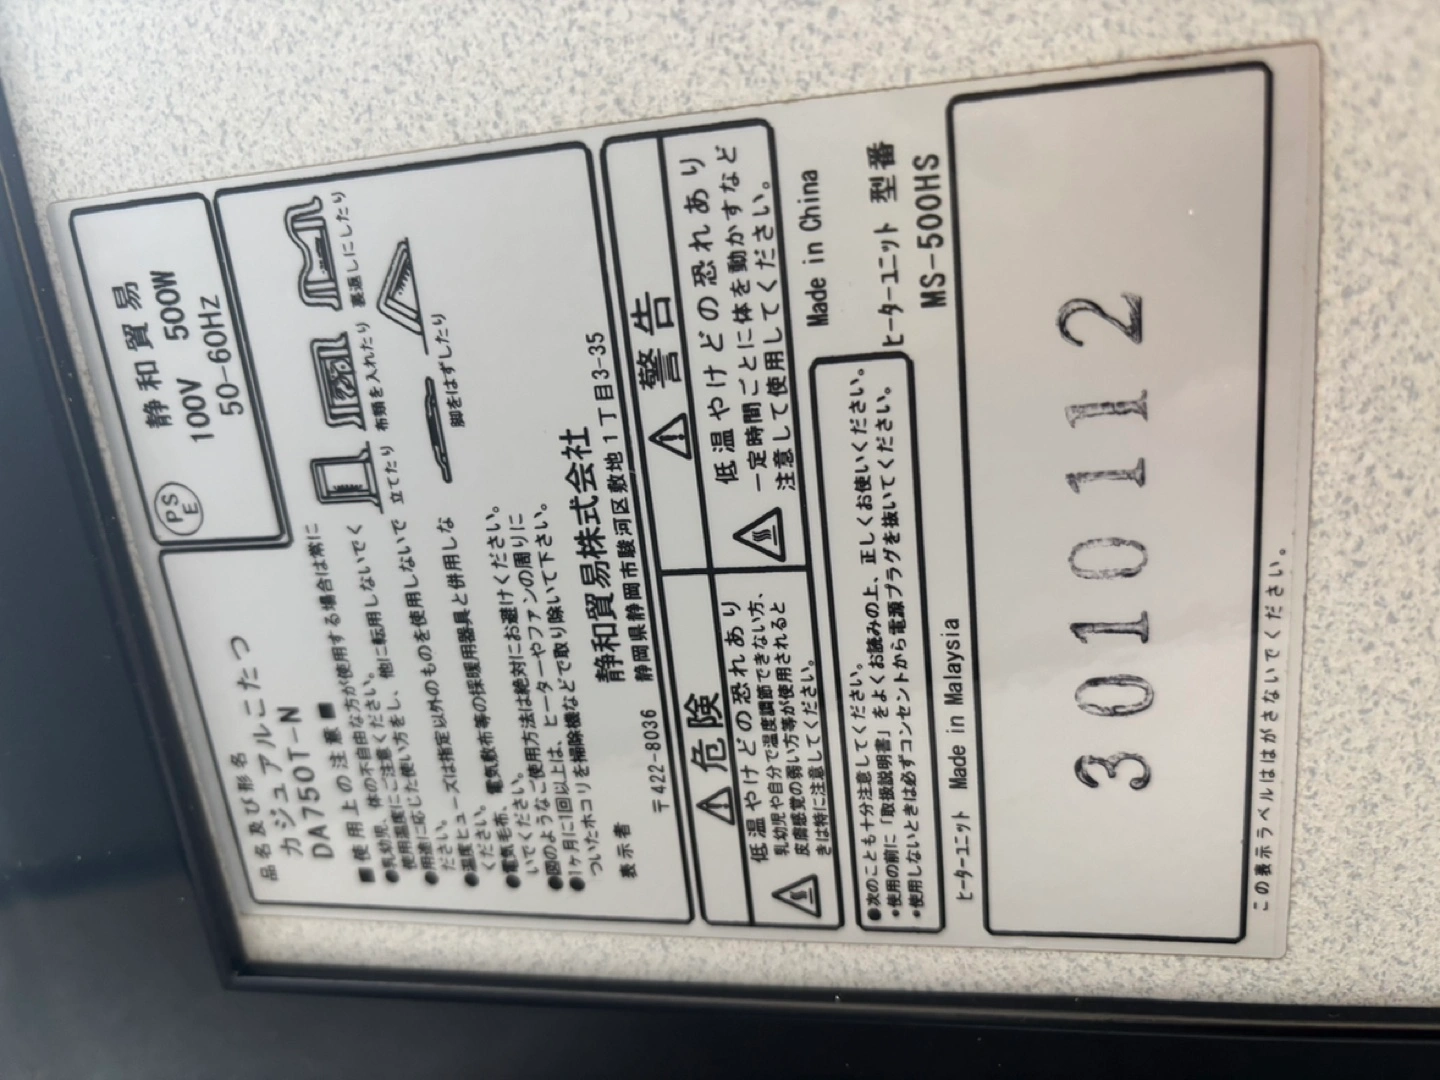 品名及び形名
カジュアルこたつ
DA750T-N
PSE
静和貿易
100V 500W
50-60HZ
■使用上の注意■
●乳幼児、体の不自由な方が使用する場合は常に
使用温度にご注意ください。
●用途に応じた使い方をし、他に転用しないでく
ださい。
●温度ヒューズは指定以外のものを使用しないで
ください。
●電気毛布、電気敷布等の採暖用器具と併用しな
いでください。
●図のようなご使用方法は絶対にお避けください。
●1ヶ月に1回以上は、ヒーターやファンの周りに
ついたホコリを掃除機などで取り除いて下さい。
立てたり
布類を入れたり
裏返しにしたり
脚をはずしたり
表示者
静和貿易株式会社
〒422-8036 静岡県静岡市駿河区敷地1丁目3-35
危険
低温やけどの恐れあり
乳幼児や自分で温度調節できない方、
皮膚感覚の弱い方等が使用されると
きは特に注意してください。
警告
低温やけどの恐れあり
一定時間ごとに体を動かすなど
注意して使用してください。
●次のことも十分注意してください。
•使用の前に「取扱説明書」をよくお読みの上、正しくお使いください。
•使用しないときは必ずコンセントから電源プラグを抜いてください。
Made in China
ヒーターユニット 型番
MS-500HS
ヒーターユニット Made in Malaysia
3010112
この表示ラベルははがさないでください。